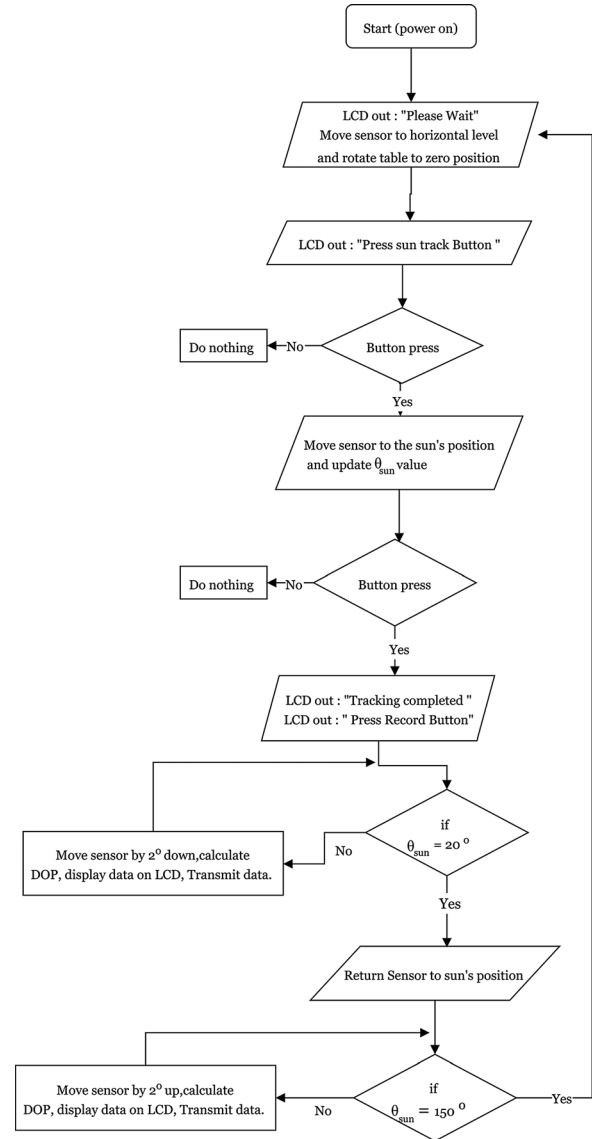 Start (power on)
LCD out : "Please Wait"
Move sensor to horizontal level
and rotate table to zero position
LCD out : "Press sun track Button "
Do nothing
No
Button press
Yes
Move sensor to the sun's position
and update θsun value
Do nothing
No
Button press
Yes
LCD out : "Tracking completed "
LCD out : " Press Record Button"
if
θsun = 20 °
No
Move sensor by 2° down,calculate
DOP, display data on LCD, Transmit data.
Yes
Return Sensor to sun's position
if
θsun = 150 °
Move sensor by 2° up,calculate
DOP, display data on LCD, Transmit data.
No
Yes